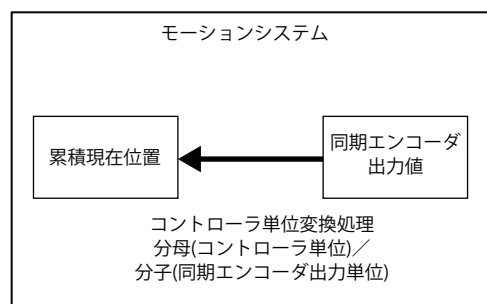 モーションシステム
累積現在位置
同期エンコーダ
出力値
コントローラ単位変換処理
分母(コントローラ単位)／
分子(同期エンコーダ出力単位)